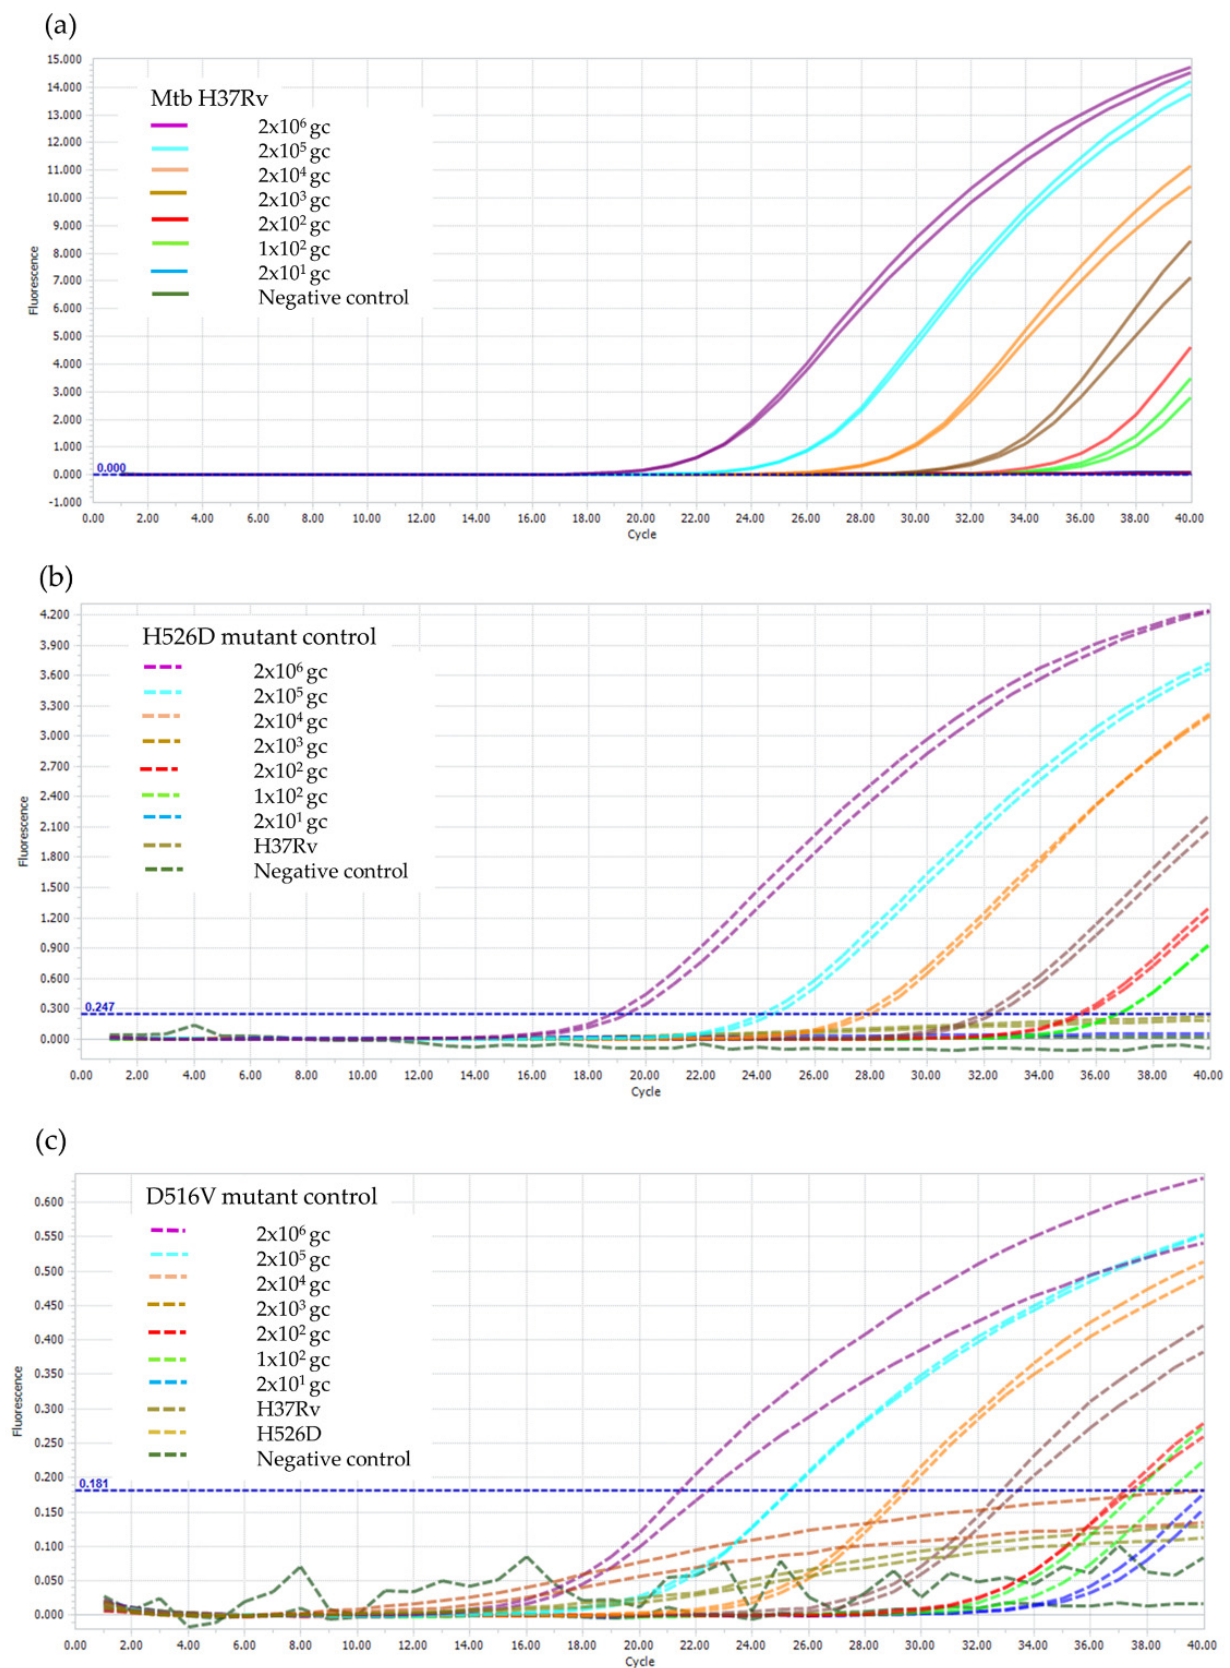 (a)
15.000
14.000
13.000
12.000
11.000
10.000
9.000
8.000
7.000
6.000
5.000
4.000
3.000
2.000
1.000
0.000
-1.000
Fluorescence
Mtb H37Rv
2x10⁶ gc
2x10⁵ gc
2x10⁴ gc
2x10³ gc
2x10² gc
1x10² gc
2x10¹ gc
Negative control
0.000
0.00 2.00 4.00 6.00 8.00 10.00 12.00 14.00 16.00 18.00 20.00 22.00 24.00 26.00 28.00 30.00 32.00 34.00 36.00 38.00 40.00
Cycle
(b)
4.200
3.900
3.600
3.300
3.000
2.700
2.400
2.100
1.800
1.500
1.200
0.900
0.600
0.300
0.000
Fluorescence
H526D mutant control
2x10⁶ gc
2x10⁵ gc
2x10⁴ gc
2x10³ gc
2x10² gc
1x10² gc
2x10¹ gc
H37Rv
Negative control
0.247
0.00 2.00 4.00 6.00 8.00 10.00 12.00 14.00 16.00 18.00 20.00 22.00 24.00 26.00 28.00 30.00 32.00 34.00 36.00 38.00 40.00
Cycle
(c)
0.600
0.550
0.500
0.450
0.400
0.350
0.300
0.250
0.200
0.150
0.100
0.050
0.000
Fluorescence
D516V mutant control
2x10⁶ gc
2x10⁵ gc
2x10⁴ gc
2x10³ gc
2x10² gc
1x10² gc
2x10¹ gc
H37Rv
H526D
Negative control
0.181
0.00 2.00 4.00 6.00 8.00 10.00 12.00 14.00 16.00 18.00 20.00 22.00 24.00 26.00 28.00 30.00 32.00 34.00 36.00 38.00 40.00
Cycle